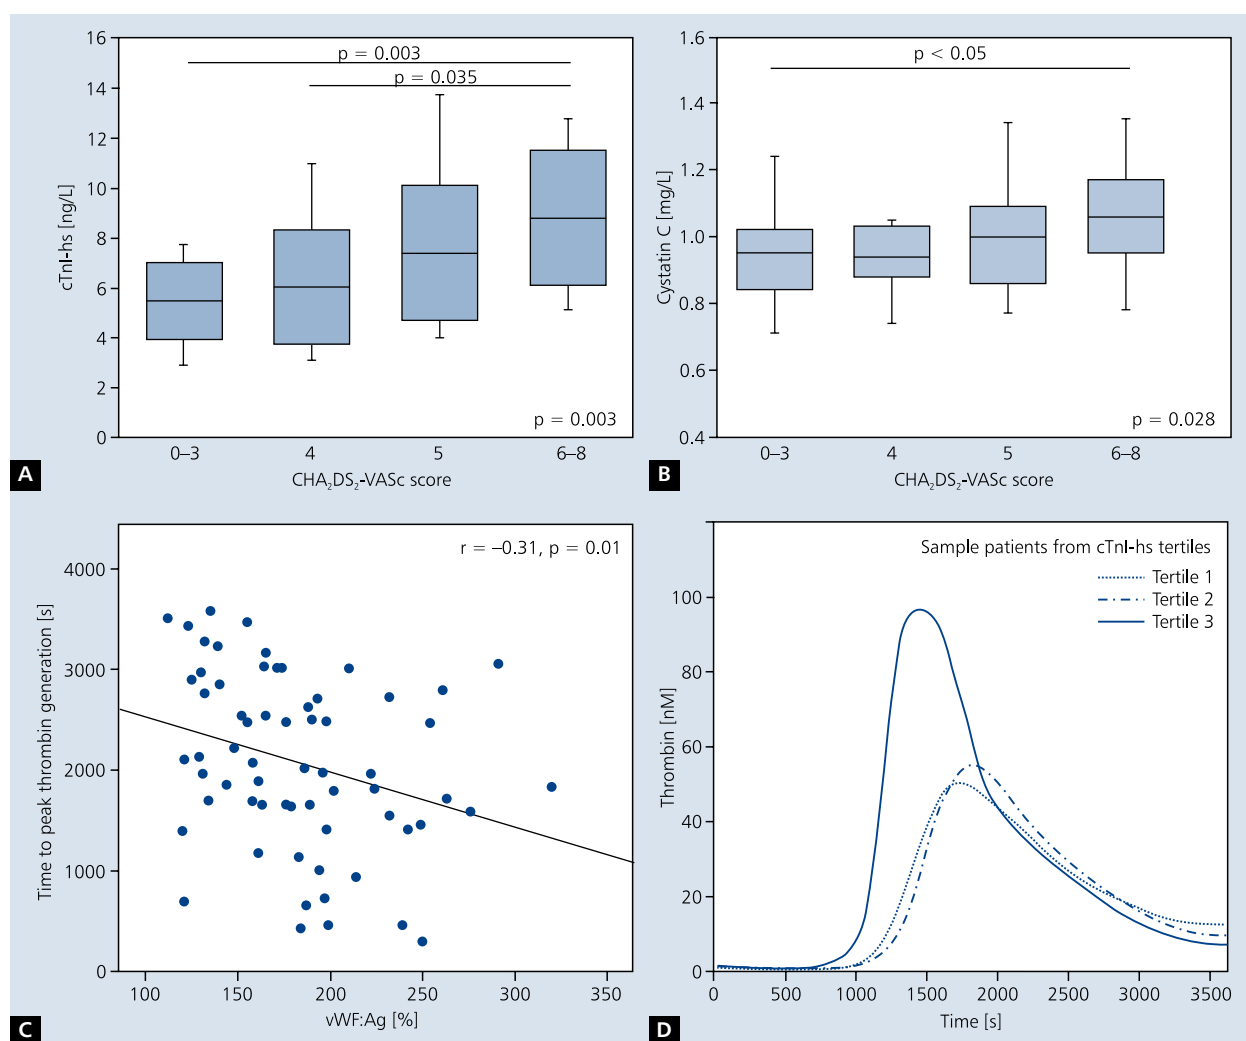 16
14
12
10
8
6
4
2
0
cTnI-hs [ng/L]
p = 0.003
p = 0.035
p = 0.003
0–3
4
5
6–8
CHA₂DS₂-VASc score
A
1.6
1.4
1.2
1.0
0.8
0.6
0.4
Cystatin C [mg/L]
p < 0.05
p = 0.028
0–3
4
5
6–8
CHA₂DS₂-VASc score
B
4000
3000
2000
1000
0
Time to peak thrombin generation [s]
r = –0.31, p = 0.01
100
150
200
250
300
350
vWF:Ag [%]
C
100
80
60
40
20
0
Thrombin [nM]
Sample patients from cTnI-hs tertiles
Tertile 1
Tertile 2
Tertile 3
0
500
1000
1500
2000
2500
3000
3500
Time [s]
D